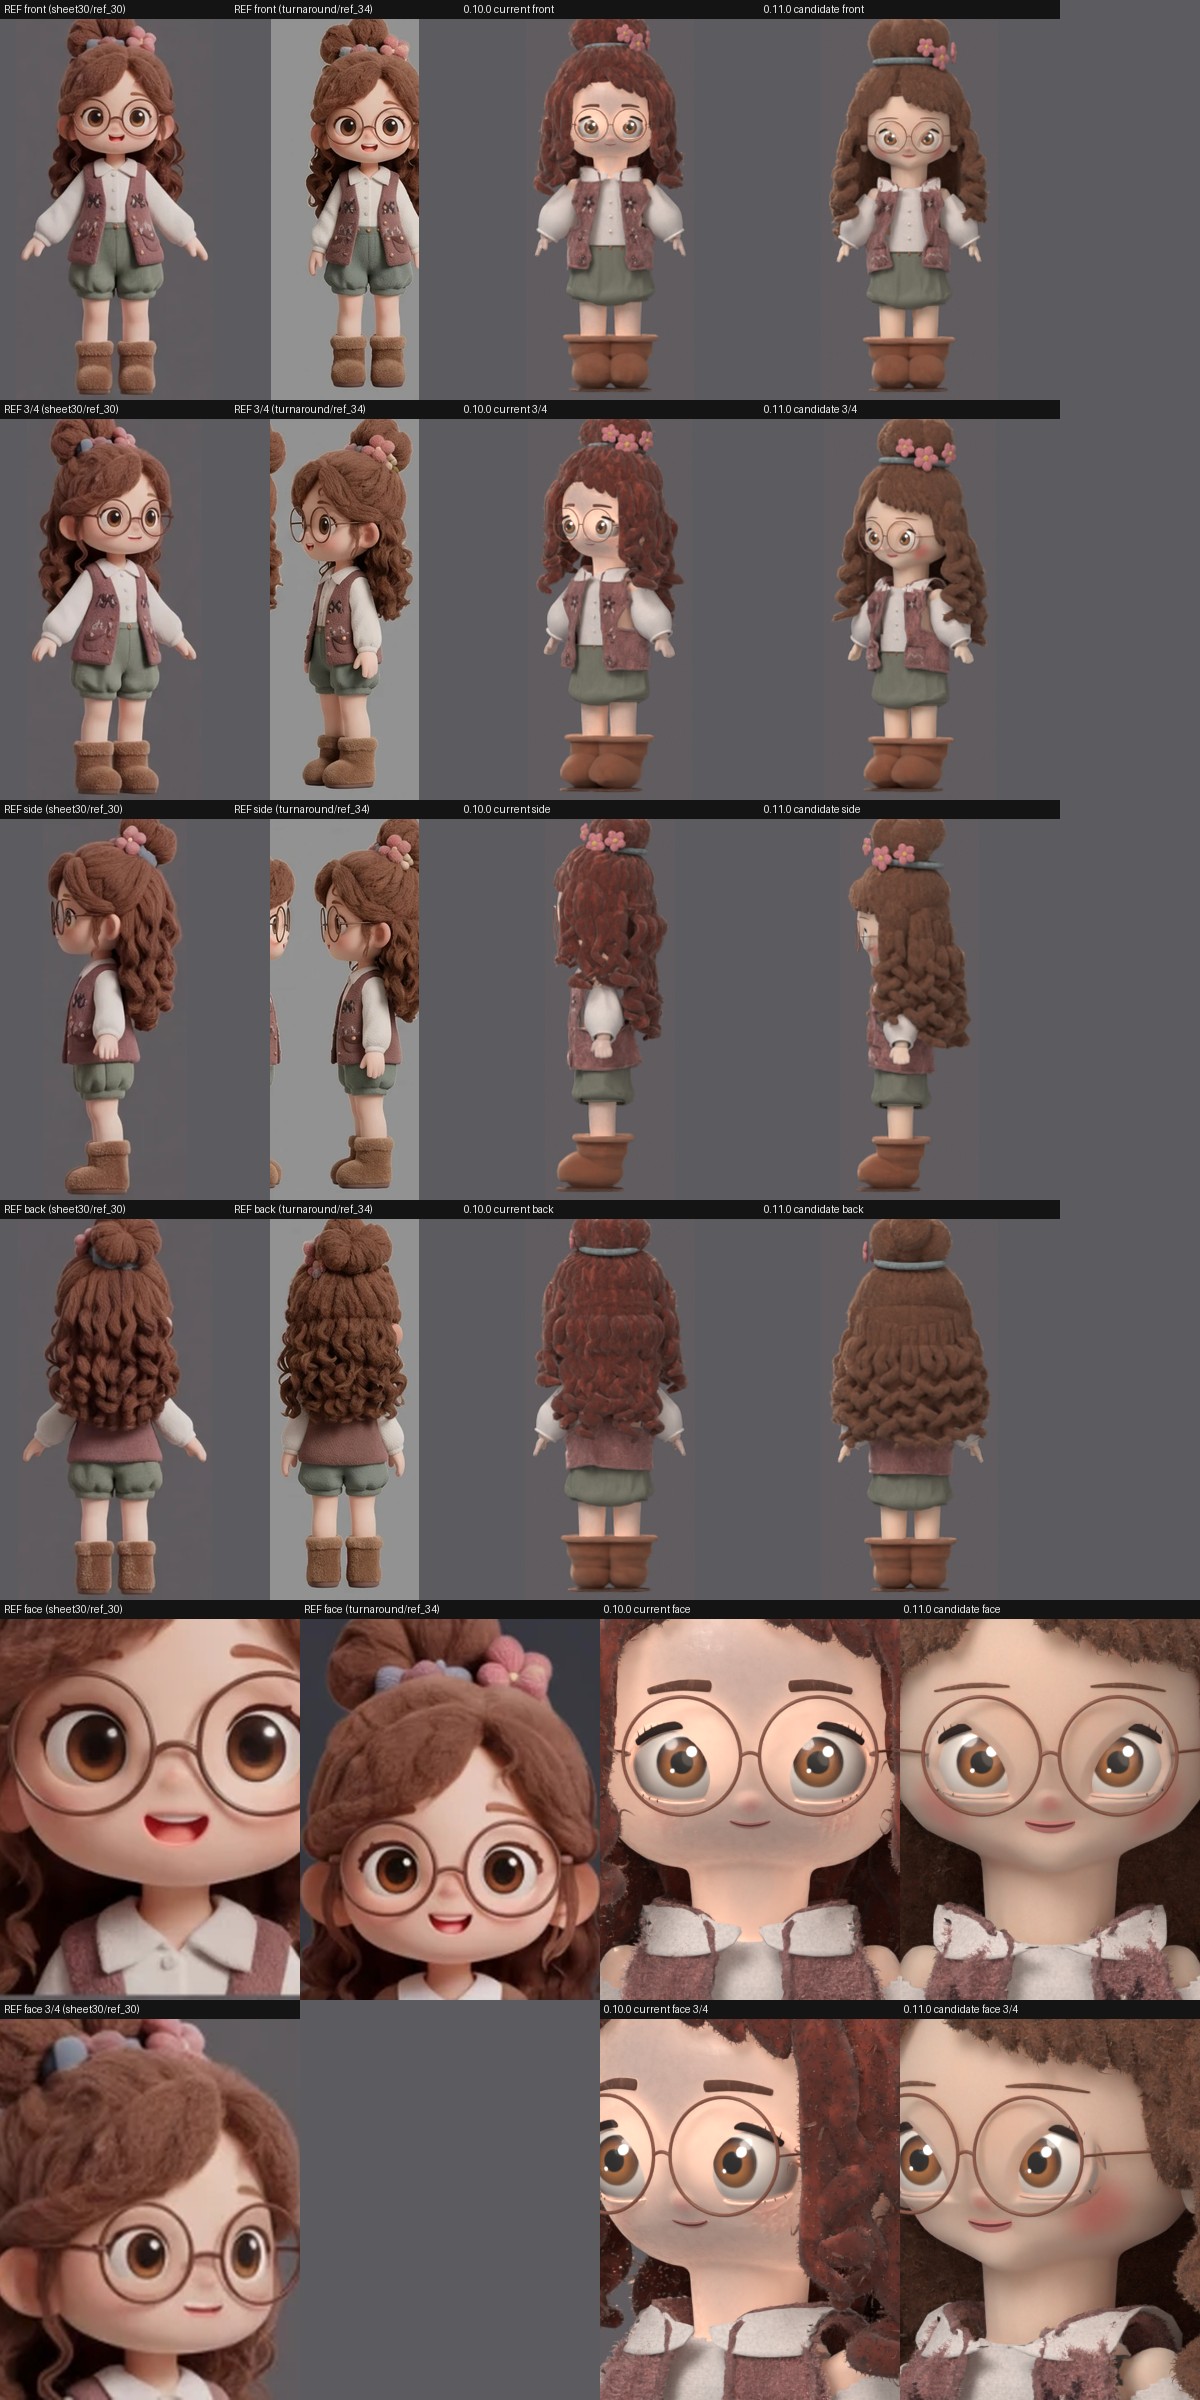 REF front (sheet30/ref_30)
REF front (turnaround/ref_34)
0.10.0 current front
0.11.0 candidate front
REF 3/4 (sheet30/ref_30)
REF 3/4 (turnaround/ref_34)
0.10.0 current 3/4
0.11.0 candidate 3/4
REF side (sheet30/ref_30)
REF side (turnaround/ref_34)
0.10.0 current side
0.11.0 candidate side
REF back (sheet30/ref_30)
REF back (turnaround/ref_34)
0.10.0 current back
0.11.0 candidate back
REF face (sheet30/ref_30)
REF face (turnaround/ref_34)
0.10.0 current face
0.11.0 candidate face
REF face 3/4 (sheet30/ref_30)
0.10.0 current face 3/4
0.11.0 candidate face 3/4